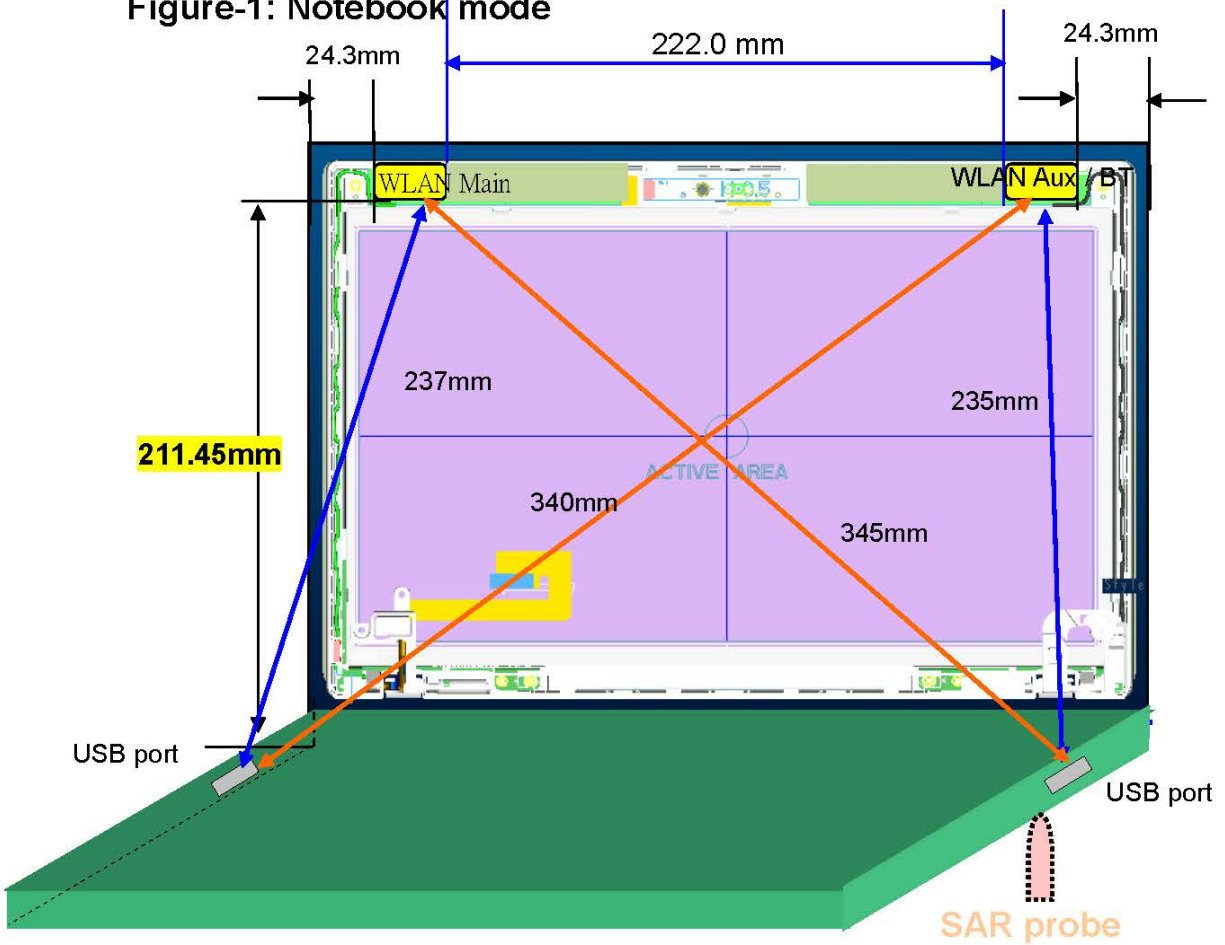 Figure-1: Notebook mode
24.3mm
222.0 mm
24.3mm
WLAN Main
WLAN Aux / BT
237mm
235mm
211.45mm
ACTIVE AREA
340mm
345mm
Style
USB port
USB port
SAR probe